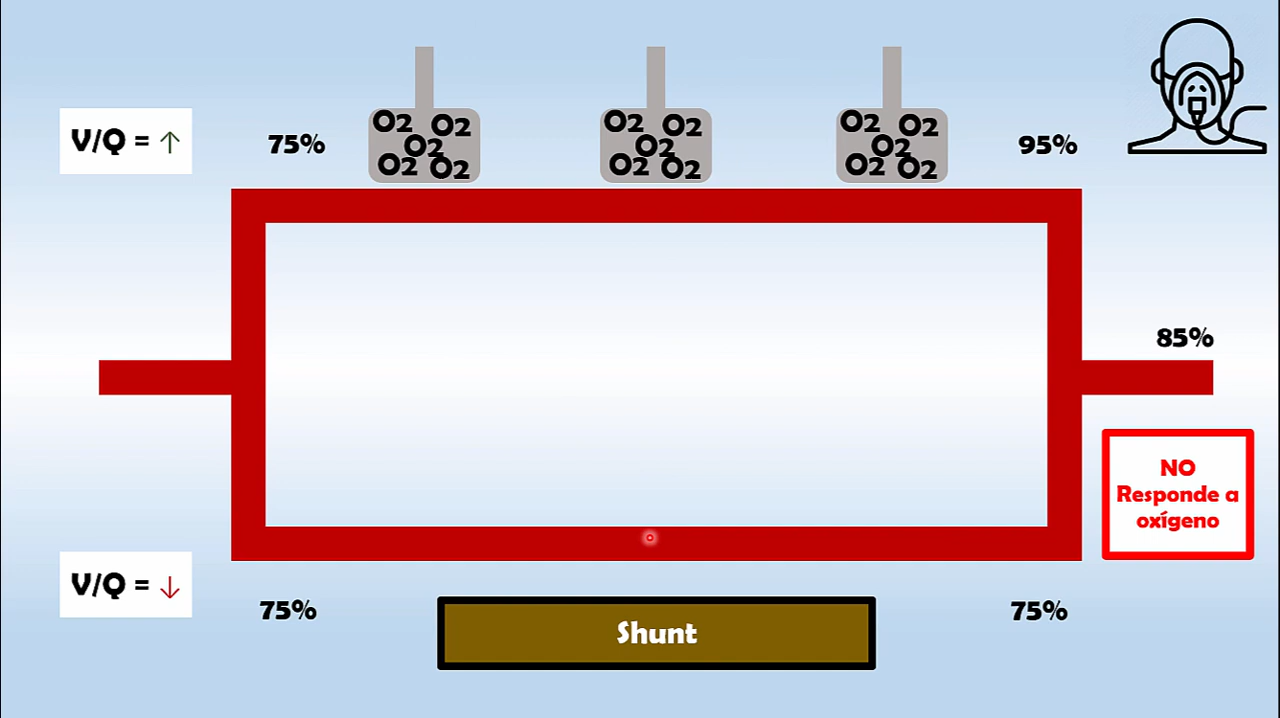 V/Q = ↑
75%
O2 O2
O2
O2 O2
O2 O2
O2
O2 O2
O2 O2
O2
O2 O2
95%
85%
NO
Responde a
oxígeno
V/Q = ↓
75%
Shunt
75%